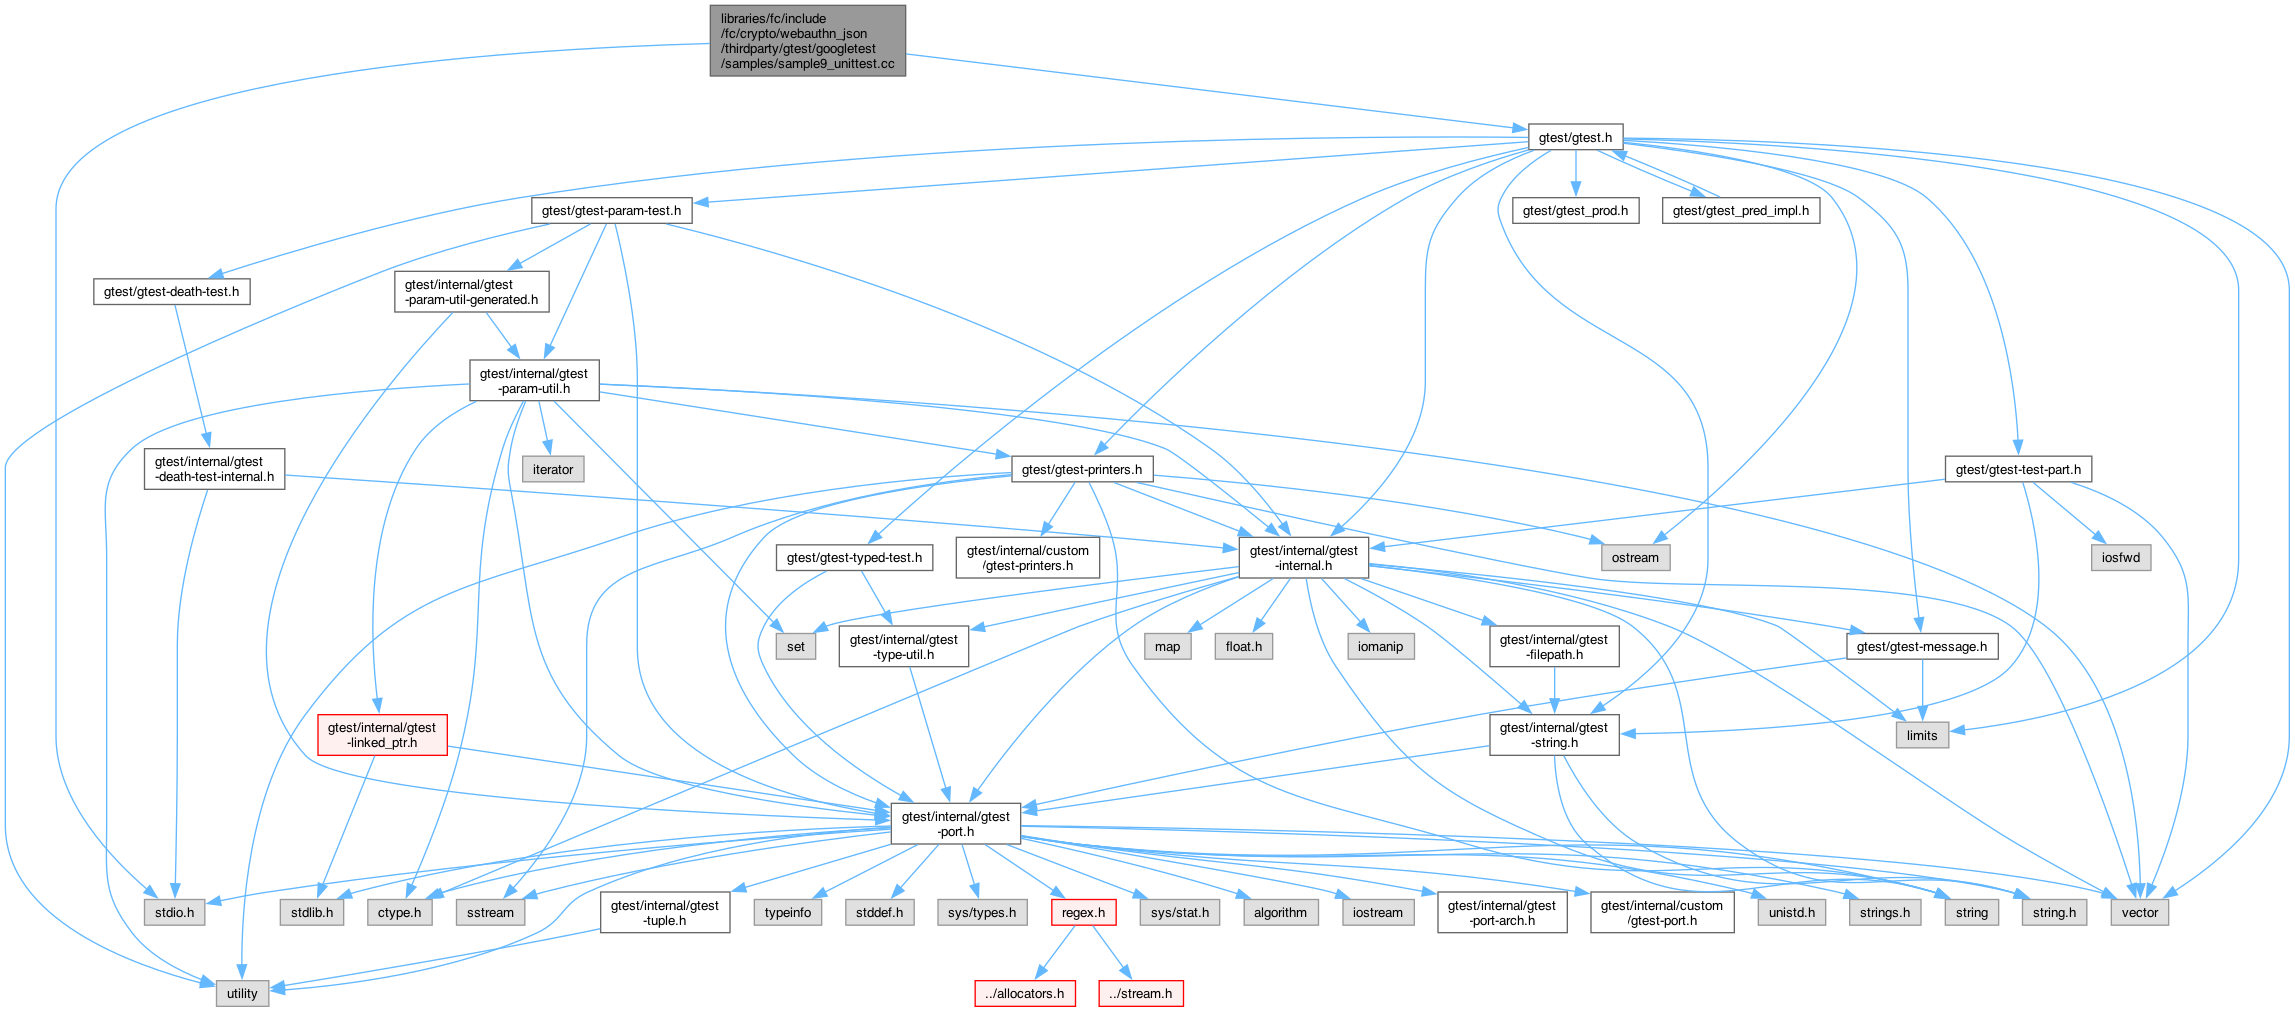 libraries/fc/include
/fc/crypto/webauthn_json
/thirdparty/gtest/googletest
/samples/sample9_unittest.cc
gtest/gtest.h
gtest/gtest-param-test.h
gtest/gtest_prod.h
gtest/gtest_pred_impl.h
gtest/gtest-death-test.h
gtest/internal/gtest
-param-util-generated.h
gtest/internal/gtest
-param-util.h
gtest/internal/gtest
-death-test-internal.h
iterator
gtest/gtest-printers.h
gtest/gtest-test-part.h
gtest/gtest-typed-test.h
gtest/internal/custom
/gtest-printers.h
gtest/internal/gtest
-internal.h
ostream
iosfwd
set
gtest/internal/gtest
-type-util.h
map
float.h
iomanip
gtest/internal/gtest
-filepath.h
gtest/gtest-message.h
gtest/internal/gtest
-linked_ptr.h
gtest/internal/gtest
-string.h
limits
gtest/internal/gtest
-port.h
stdio.h
stdlib.h
ctype.h
sstream
gtest/internal/gtest
-tuple.h
typeinfo
stddef.h
sys/types.h
regex.h
sys/stat.h
algorithm
iostream
gtest/internal/gtest
-port-arch.h
gtest/internal/custom
/gtest-port.h
unistd.h
strings.h
string
string.h
vector
utility
../allocators.h
../stream.h